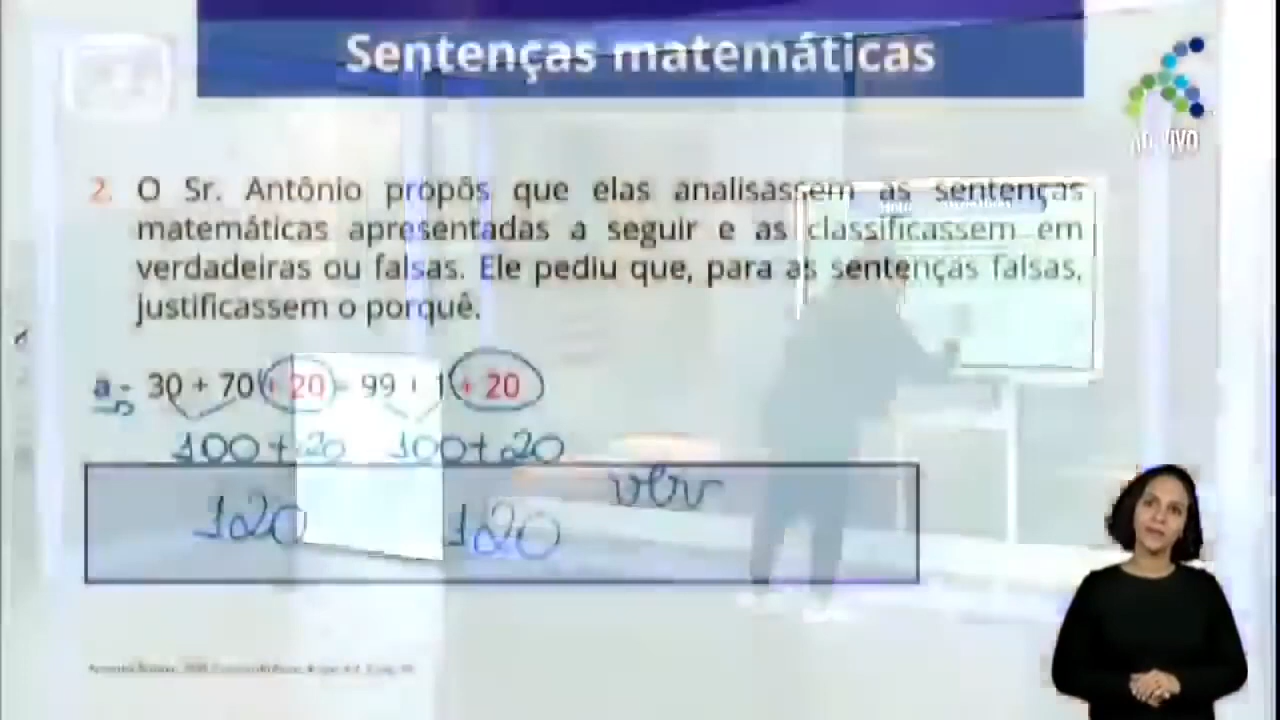 Sentenças matemáticas
AO VIVO
2. O Sr. Antônio propôs que elas analisassem as sentenças
matemáticas apresentadas a seguir e as classificassem em
verdadeiras ou falsas. Ele pediu que, para as sentenças falsas,
justificassem o porquê.
a- 30 + 70 + 20 = 99 + 1 + 20
100+20 100+20
120 120